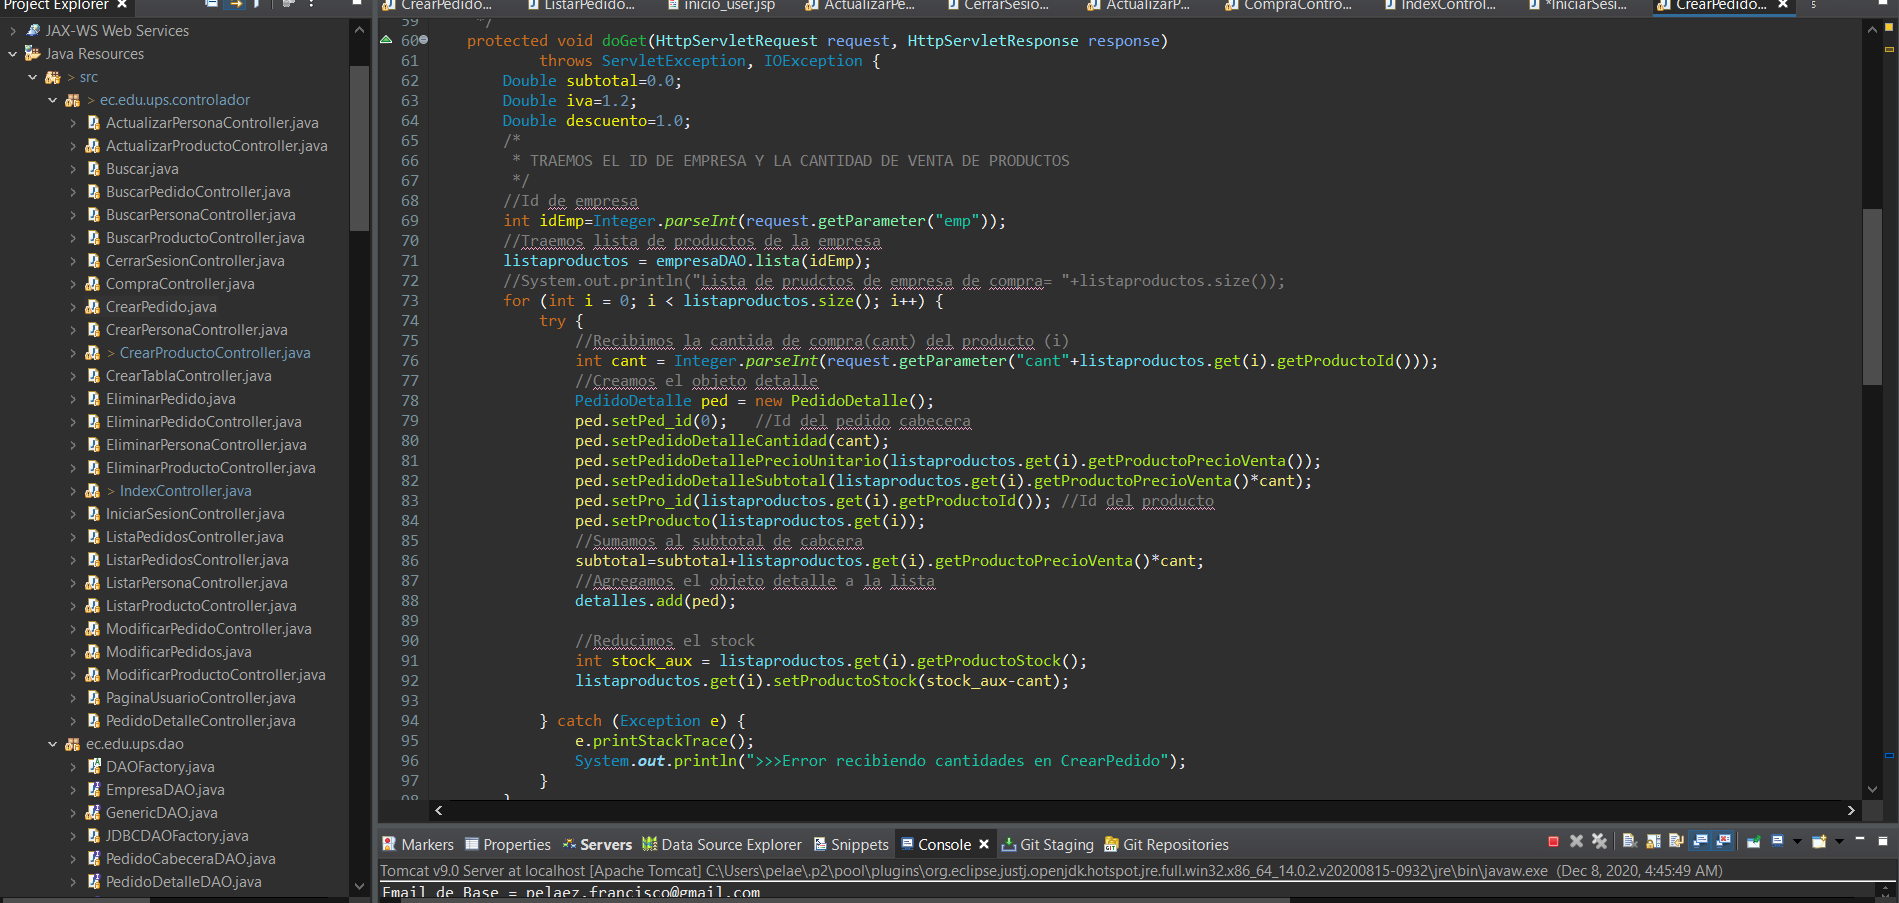 Project Explorer
CrearPedido... ListarPedido... inicio_user.jsp ActualizarPe... CerrarSesio... ActualizarP... CompraContro... IndexControl... *IniciarSesi... CrearPedido...
JAX-WS Web Services
Java Resources
> src
> ec.edu.ups.controlador
ActualizarPersonaController.java
ActualizarProductoController.java
Buscar.java
BuscarPedidoController.java
BuscarPersonaController.java
BuscarProductoController.java
CerrarSesionController.java
CompraController.java
CrearPedido.java
CrearPersonaController.java
> CrearProductoController.java
CrearTablaController.java
EliminarPedido.java
EliminarPedidoController.java
EliminarPersonaController.java
EliminarProductoController.java
> IndexController.java
IniciarSesionController.java
ListaPedidosController.java
ListarPedidosController.java
ListarPersonaController.java
ListarProductoController.java
ModificarPedidoController.java
ModificarPedidos.java
ModificarProductoController.java
PaginaUsuarioController.java
PedidoDetalleController.java
ec.edu.ups.dao
DAOFactory.java
EmpresaDAO.java
GenericDAO.java
JDBCDAOFactory.java
PedidoCabeceraDAO.java
PedidoDetalleDAO.java
59 */
60 protected void doGet(HttpServletRequest request, HttpServletResponse response)
61 throws ServletException, IOException {
62 Double subtotal=0.0;
63 Double iva=1.2;
64 Double descuento=1.0;
65 /*
66 * TRAEMOS EL ID DE EMPRESA Y LA CANTIDAD DE VENTA DE PRODUCTOS
67 */
68 //Id de empresa
69 int idEmp=Integer.parseInt(request.getParameter("emp"));
70 //Traemos lista de productos de la empresa
71 listaproductos = empresaDAO.lista(idEmp);
72 //System.out.println("Lista de prudctos de empresa de compra= "+listaproductos.size());
73 for (int i = 0; i < listaproductos.size(); i++) {
74 try {
75 //Recibimos la cantida de compra(cant) del producto (i)
76 int cant = Integer.parseInt(request.getParameter("cant"+listaproductos.get(i).getProductoId()));
77 //Creamos el objeto detalle
78 PedidoDetalle ped = new PedidoDetalle();
79 ped.setPed_id(0); //Id del pedido cabecera
80 ped.setPedidoDetalleCantidad(cant);
81 ped.setPedidoDetallePrecioUnitario(listaproductos.get(i).getProductoPrecioVenta());
82 ped.setPedidoDetalleSubtotal(listaproductos.get(i).getProductoPrecioVenta()*cant);
83 ped.setPro_id(listaproductos.get(i).getProductoId()); //Id del producto
84 ped.setProducto(listaproductos.get(i));
85 //Sumamos al subtotal de cabcera
86 subtotal=subtotal+listaproductos.get(i).getProductoPrecioVenta()*cant;
87 //Agregamos el objeto detalle a la lista
88 detalles.add(ped);
89
90 //Reducimos el stock
91 int stock_aux = listaproductos.get(i).getProductoStock();
92 listaproductos.get(i).setProductoStock(stock_aux-cant);
93
94 } catch (Exception e) {
95 e.printStackTrace();
96 System.out.println(">>>Error recibiendo cantidades en CrearPedido");
97 }
98 }
Markers Properties Servers Data Source Explorer Snippets Console Git Staging Git Repositories
Tomcat v9.0 Server at localhost [Apache Tomcat] C:\Users\pelae\.p2\pool\plugins\org.eclipse.justj.openjdk.hotspot.jre.full.win32.x86_64_14.0.2.v20200815-0932\jre\bin\javaw.exe (Dec 8, 2020, 4:45:49 AM)
Email de Base = pelaez.francisco@gmail.com